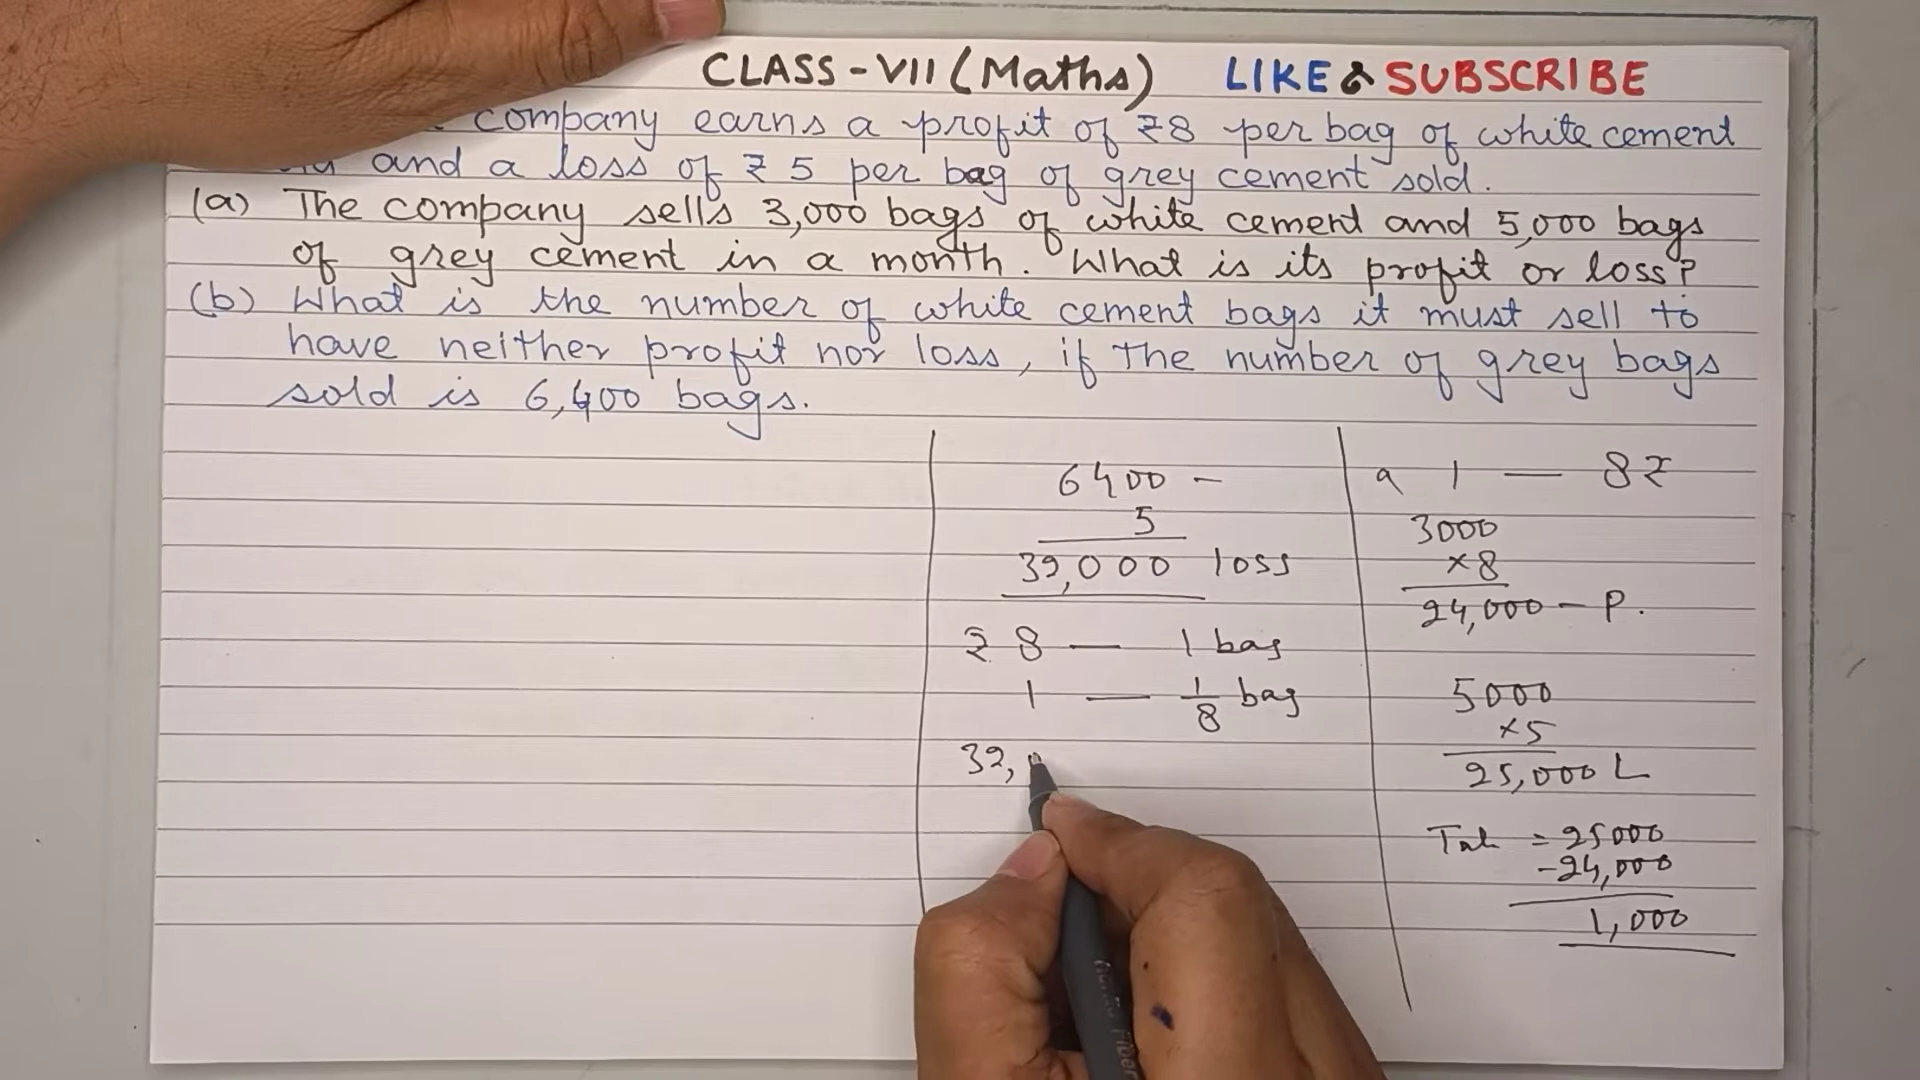 CLASS - VII (Maths) LIKE & SUBSCRIBE
company earns a profit of ₹8 per bag of white cement
and a loss of ₹ 5 per bag of grey cement sold.
(a) The company sells 3,000 bags of white cement and 5,000 bags
of grey cement in a month. What is its profit or loss?
(b) What is the number of white cement bags it must sell to
have neither profit nor loss, if the number of grey bags
sold is 6,400 bags.
6400 -
5
32,000 loss
₹ 8 — 1 bag
1 — 1/8 bag
32,
a 1 — 8₹
3000
×8
24,000 - P.
5000
×5
25,000 L
= 25000
-24,000
1,000